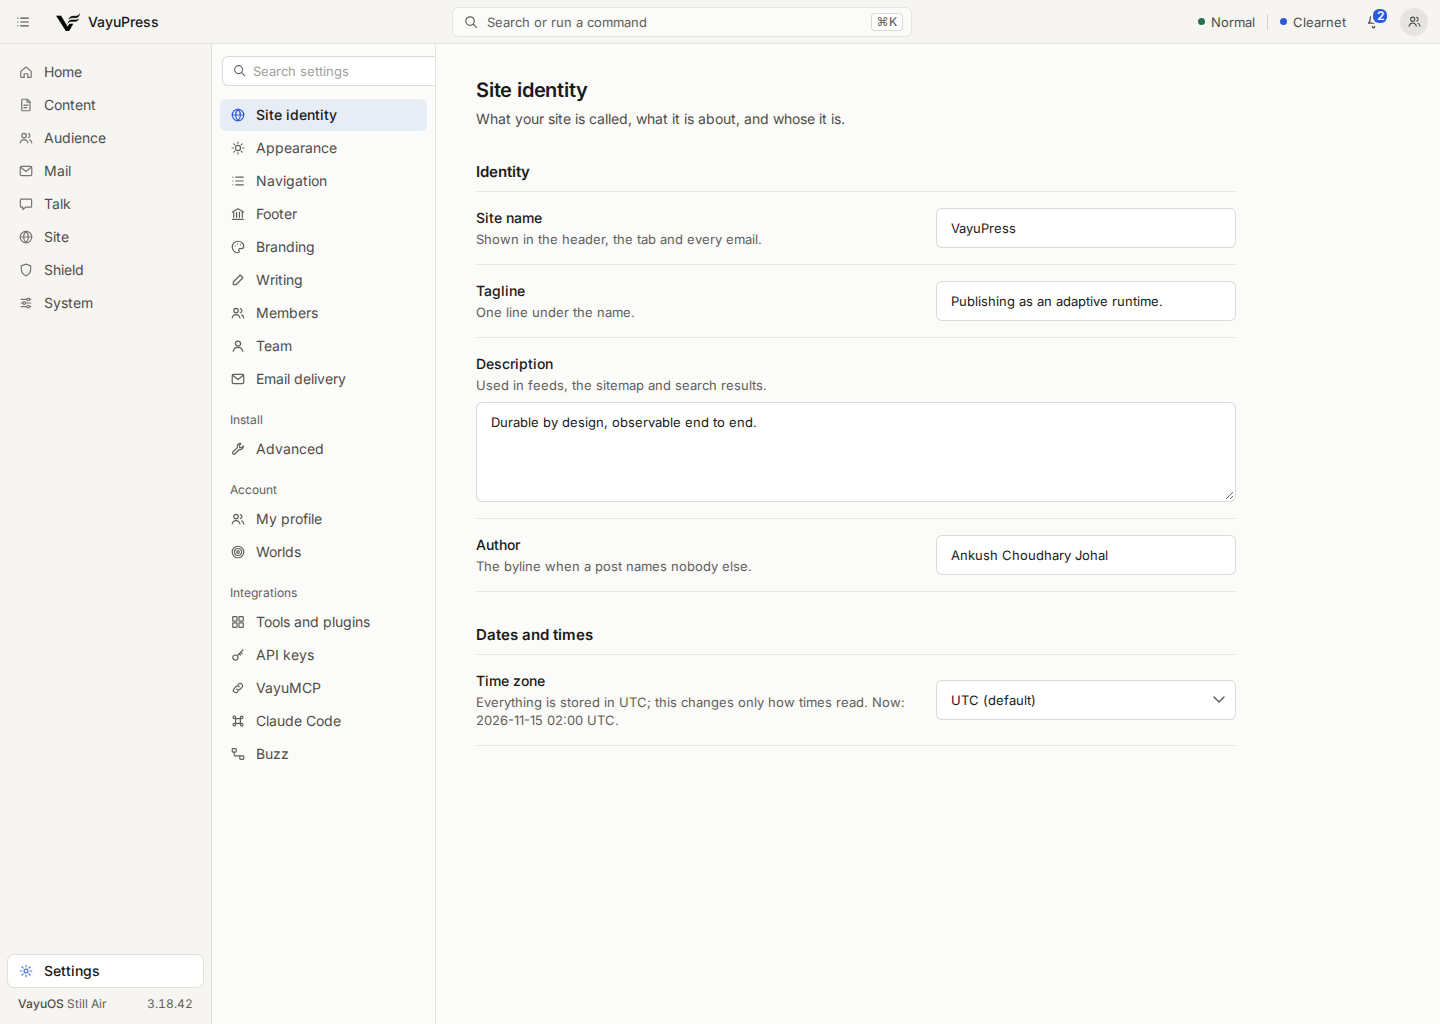 VayuPress
Search or run a command
⌘K
Normal
Clearnet
2
Home
Content
Audience
Mail
Talk
Site
Shield
System
Settings
VayuOS Still Air
3.18.42
Search settings
Site identity
Appearance
Navigation
Footer
Branding
Writing
Members
Team
Email delivery
Install
Advanced
Account
My profile
Worlds
Integrations
Tools and plugins
API keys
VayuMCP
Claude Code
Buzz
Site identity
What your site is called, what it is about, and whose it is.
Identity
Site name
Shown in the header, the tab and every email.
VayuPress
Tagline
One line under the name.
Publishing as an adaptive runtime.
Description
Used in feeds, the sitemap and search results.
Durable by design, observable end to end.
Author
The byline when a post names nobody else.
Ankush Choudhary Johal
Dates and times
Time zone
Everything is stored in UTC; this changes only how times read. Now:
2026-11-15 02:00 UTC.
UTC (default)